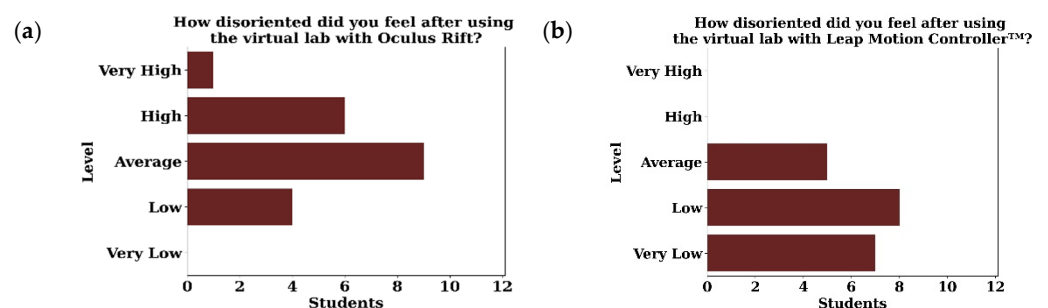 (a)
How disoriented did you feel after using
the virtual lab with Oculus Rift?
Very High
High
Average
Low
Very Low
Level
0 2 4 6 8 10 12
Students
(b)
How disoriented did you feel after using
the virtual lab with Leap Motion Controller™?
Very High
High
Average
Low
Very Low
Level
0 2 4 6 8 10 12
Students